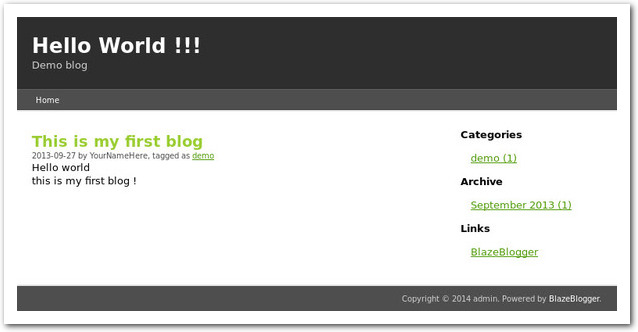 Hello World !!!
Demo blog
Home
This is my first blog
2013-09-27 by YourNameHere, tagged as demo
Hello world
this is my first blog !
Categories
demo (1)
Archive
September 2013 (1)
Links
BlazeBlogger
Copyright © 2014 admin. Powered by BlazeBlogger.